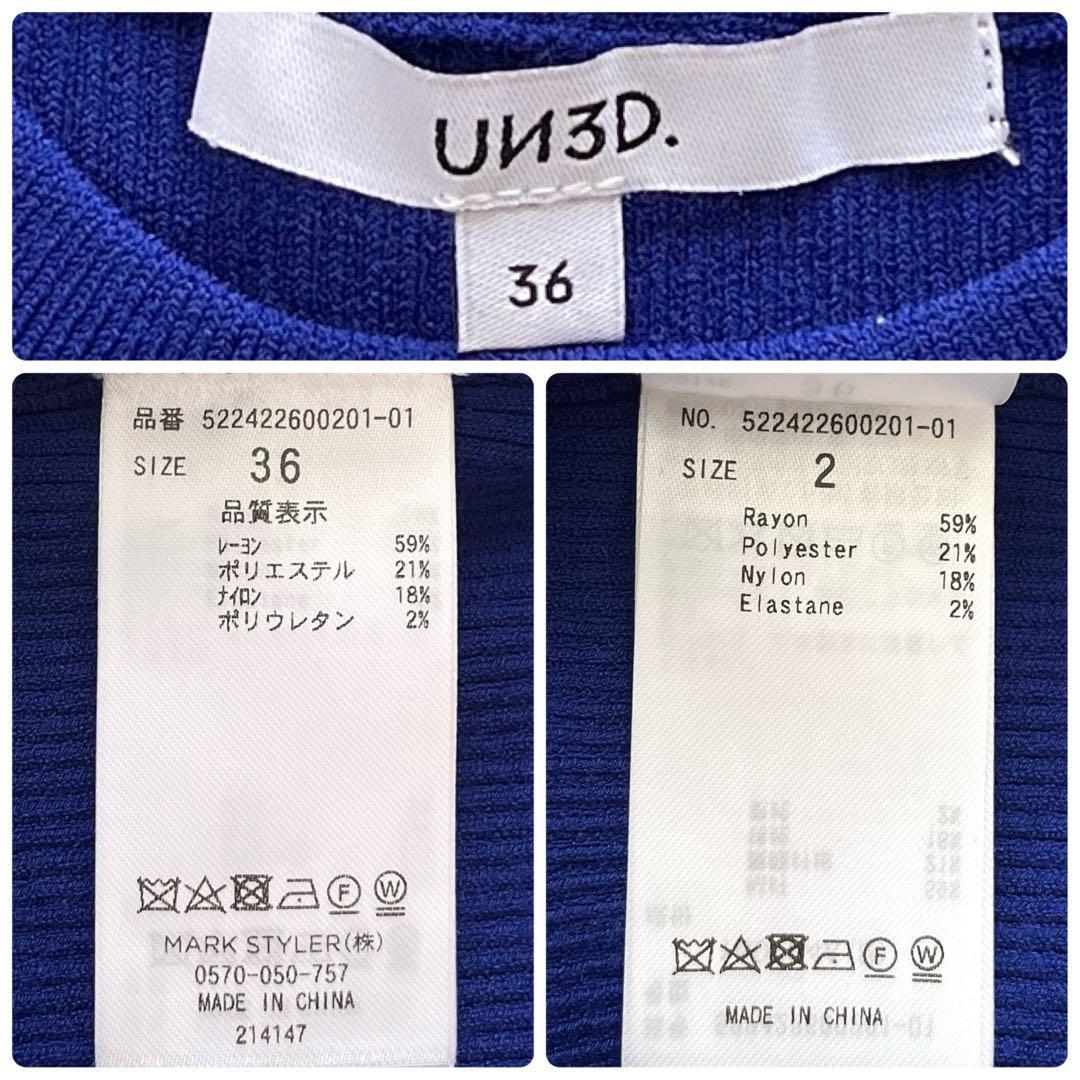 UN3D.
36
品番 522422600201-01
SIZE 36
品質表示
レーヨン 59%
ポリエステル 21%
ナイロン 18%
ポリウレタン 2%
F W
MARK STYLER(株)
0570-050-757
MADE IN CHINA
214147
NO. 522422600201-01
SIZE 2
Rayon 59%
Polyester 21%
Nylon 18%
Elastane 2%
F W
MADE IN CHINA